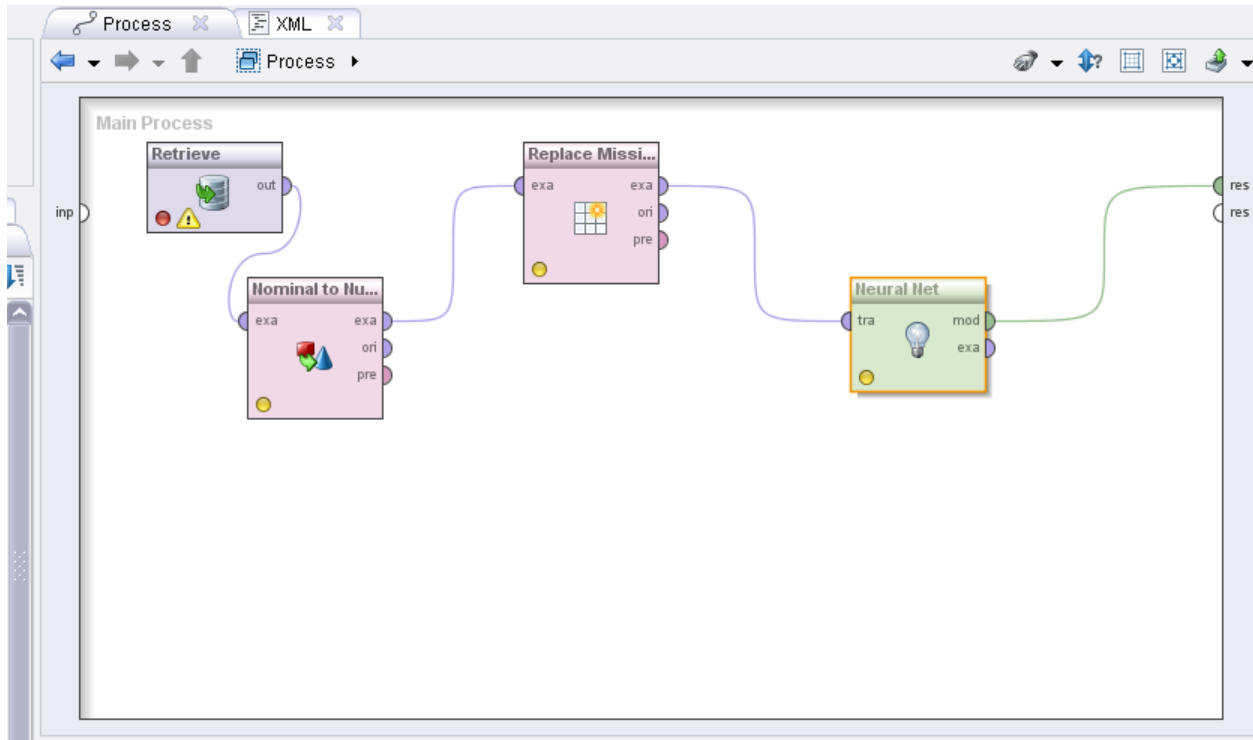 Process XML
Process
Main Process
Retrieve
out
inp
Nominal to Nu...
exa exa
ori
pre
Replace Missi...
exa exa
ori
pre
Neural Net
tra mod
exa
res
res